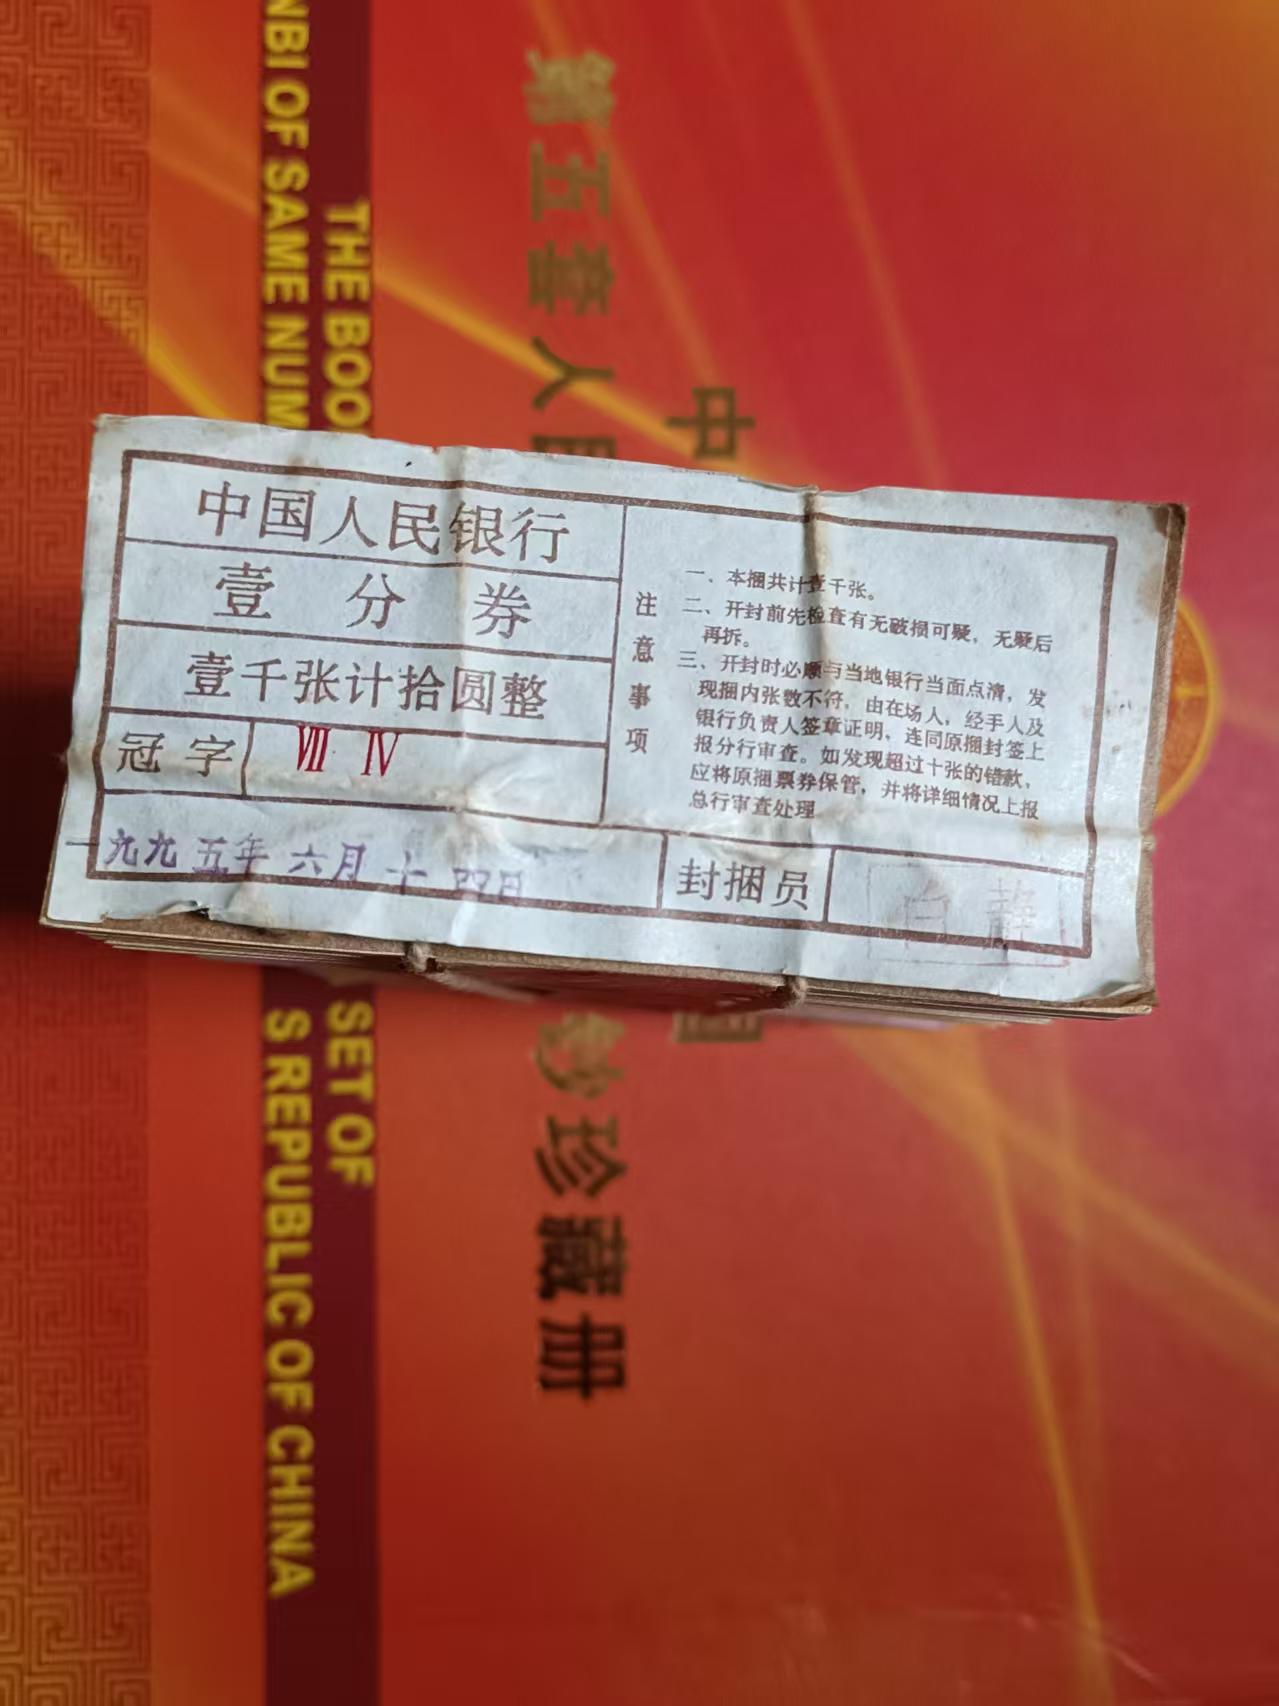 中国人民银行
壹分券
壹千张计拾圆整
冠字 Ⅶ Ⅳ
一九九五年六月十四日
注意事项
一、本捆共计壹千张。
二、开封前先检查有无破损可疑，无疑后
再拆。
三、开封时必顺与当地银行当面点清，发
现捆内张数不符，由在场人，经手人及
银行负责人签章证明，连同原捆封签上
报分行审查。如发现超过十张的错款，
应将原捆票券保管，并将详细情况上报
总行审查处理
封捆员
白静
中
国
第五套人民
钞珍藏册
THE BOO
SET OF
NBI OF SAME NUM
S REPUBLIC OF CHINA